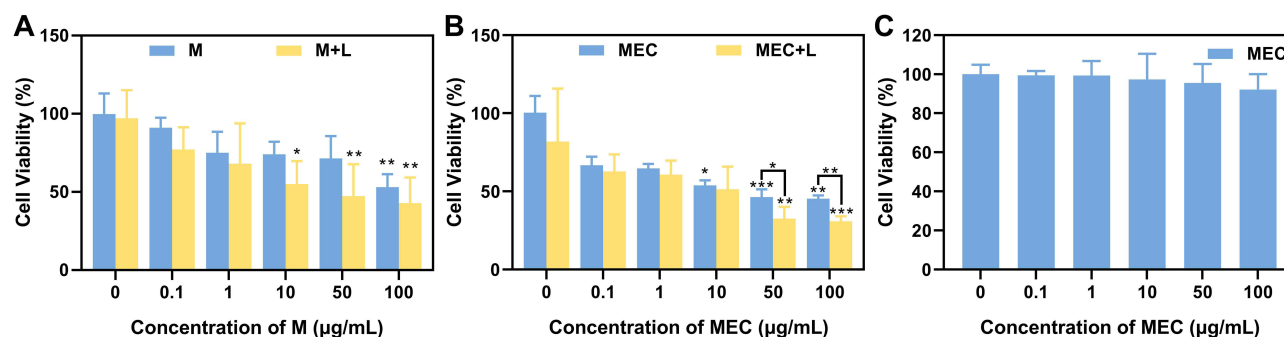 A
150
100
50
0
Cell Viability (%)
M
M+L
*
**
**
**
0 0.1 1 10 50 100
Concentration of M (μg/mL)
B
150
100
50
0
Cell Viability (%)
MEC
MEC+L
*
***
*
**
**
**
***
0 0.1 1 10 50 100
Concentration of MEC (μg/mL)
C
120
100
80
60
40
20
0
Cell Viability (%)
MEC
0 0.1 1 10 50 100
Concentration of MEC (μg/mL)